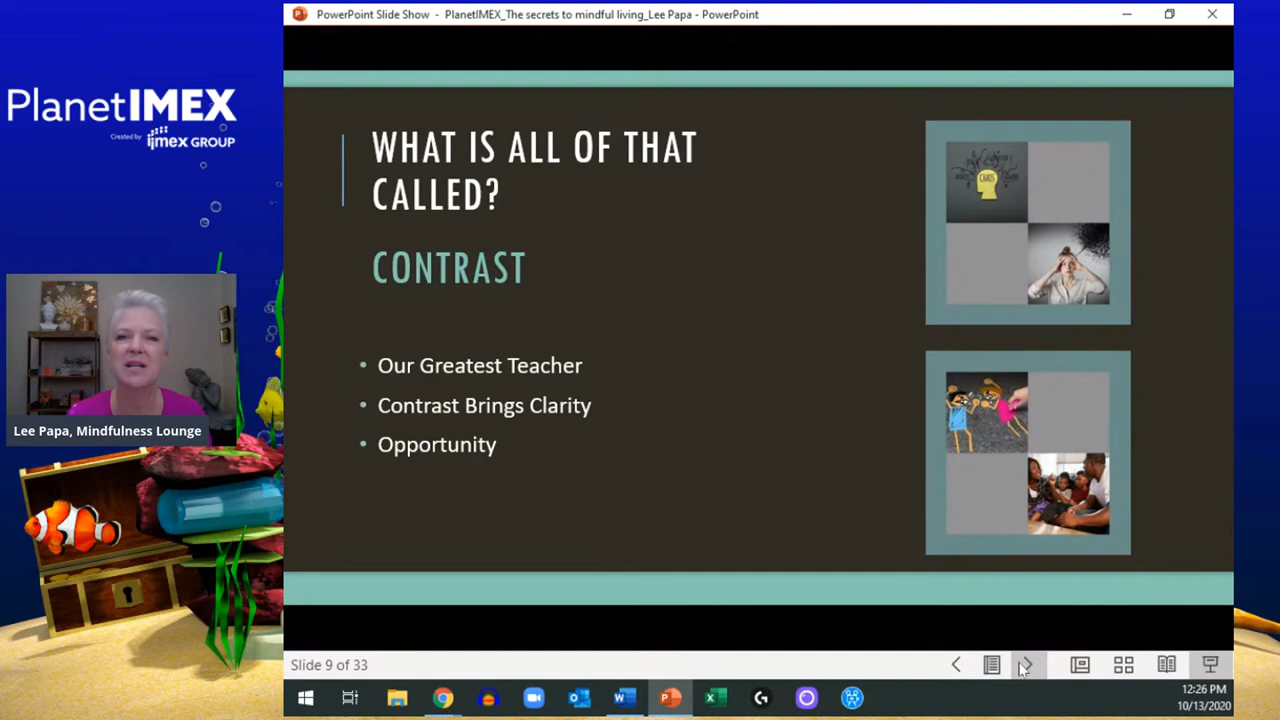 PowerPoint Slide Show - PlanetIMEX_The secrets to mindful living_Lee Papa - PowerPoint
PlanetIMEX
Created by imex GROUP
WHAT IS ALL OF THAT
CALLED?
CONTRAST
• Our Greatest Teacher
• Contrast Brings Clarity
• Opportunity
CHAOS
Lee Papa, Mindfulness Lounge
Slide 9 of 33
12:26 PM
10/13/2020